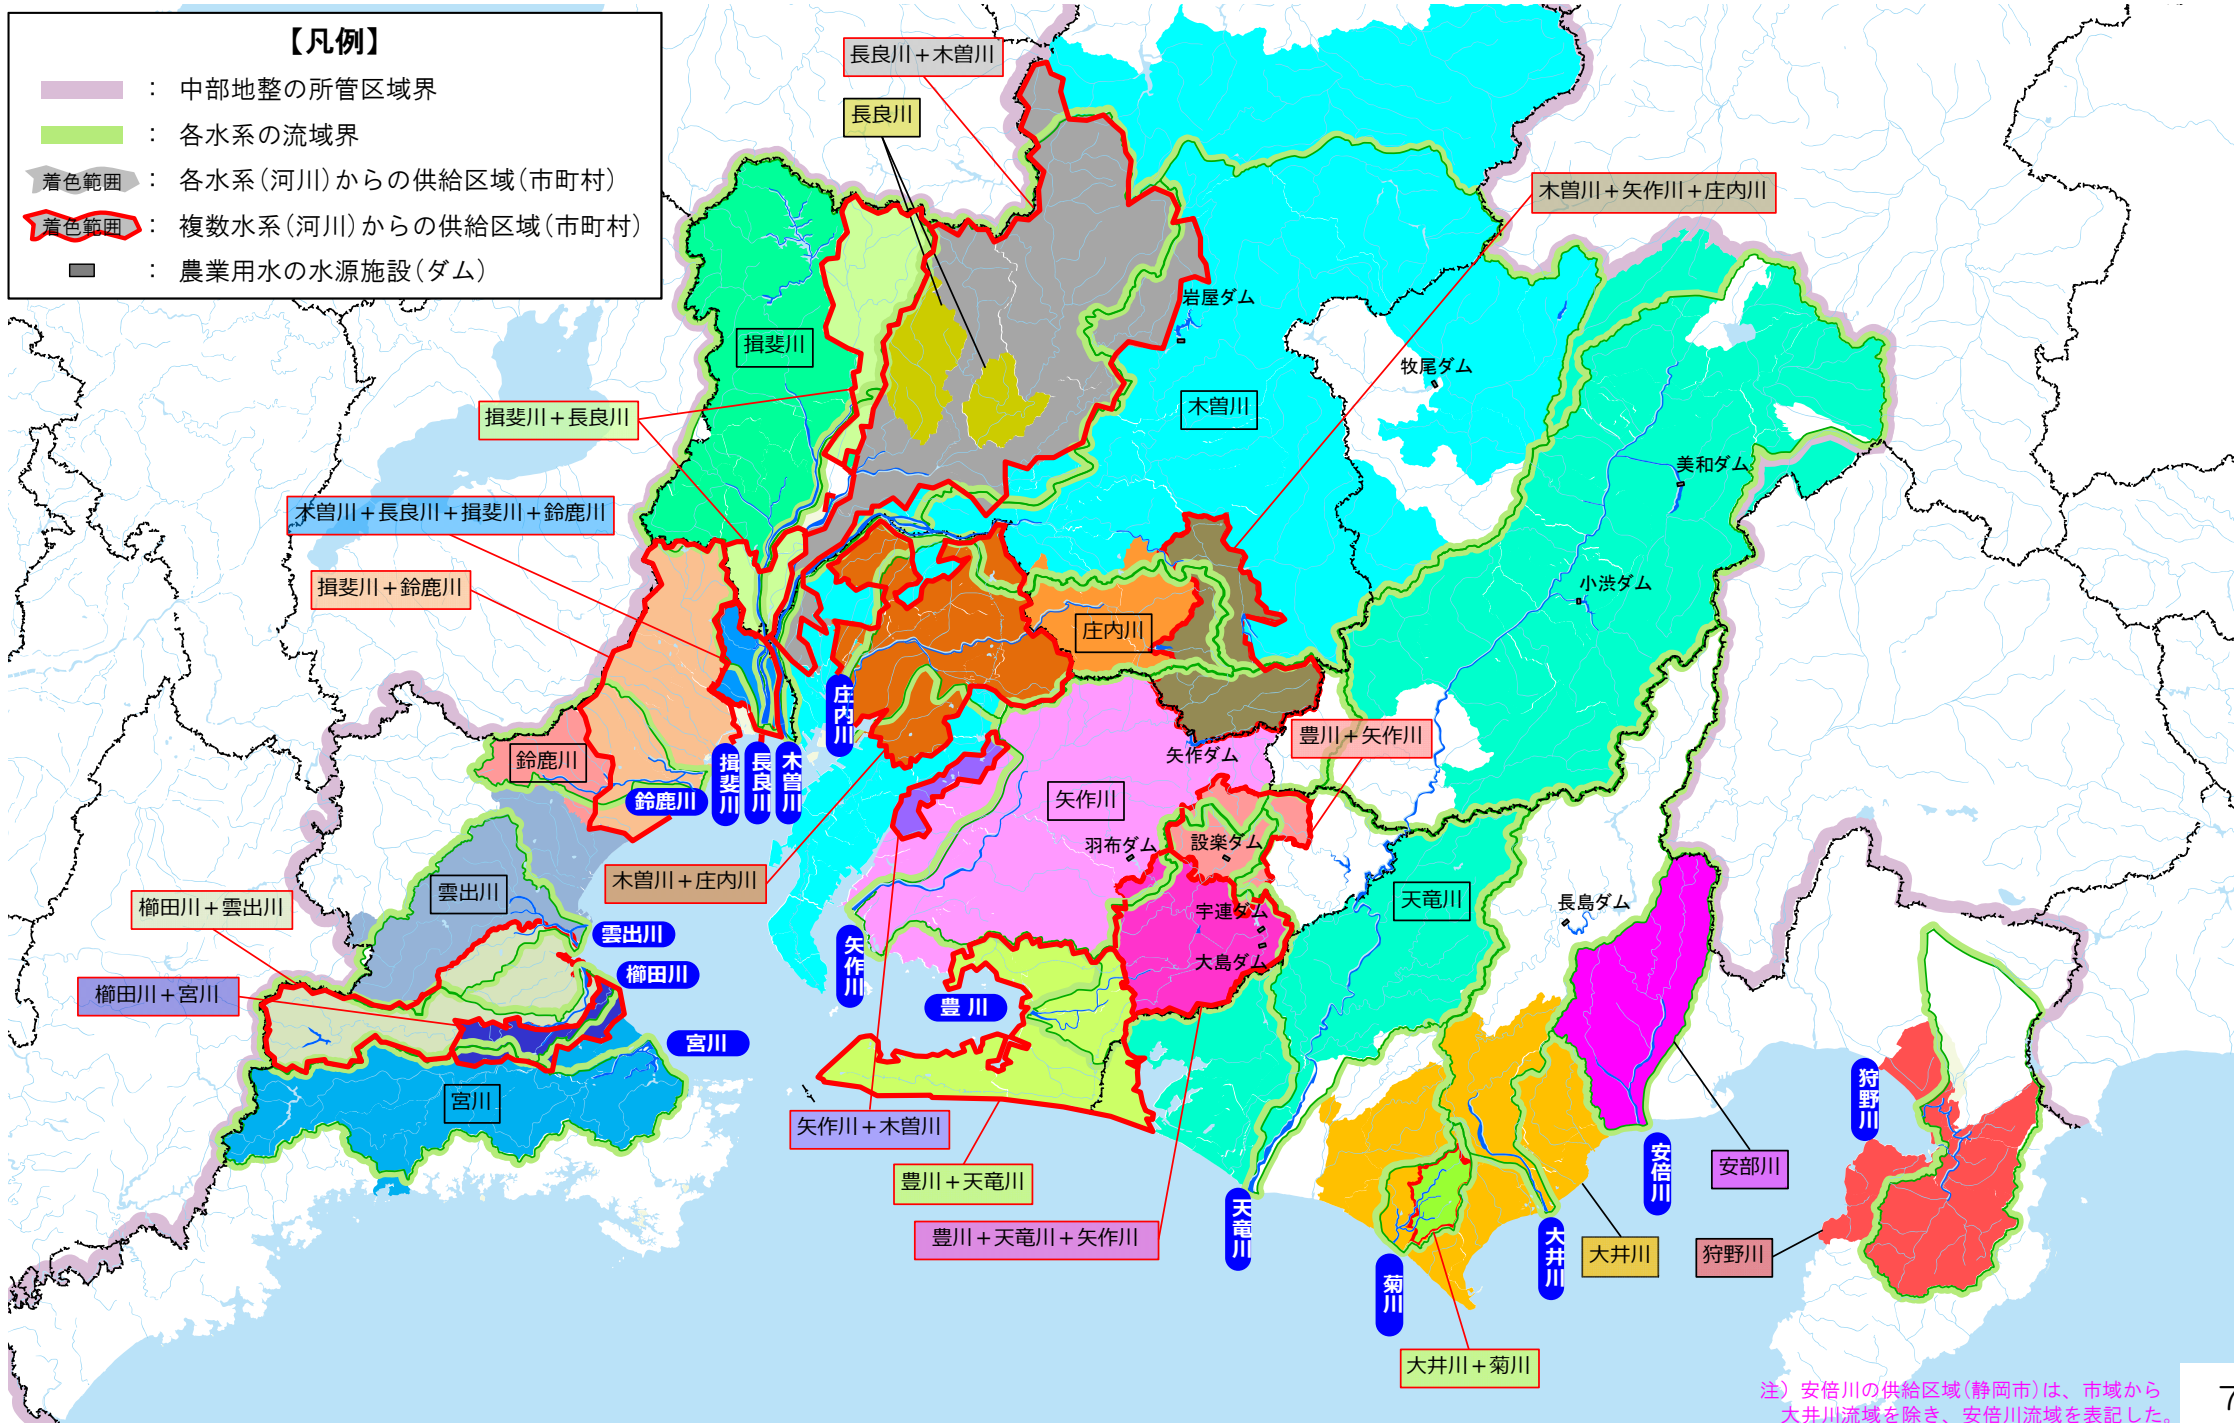 【凡例】
： 中部地整の所管区域界
： 各水系の流域界
着色範囲 ： 各水系(河川)からの供給区域(市町村)
着色範囲 ： 複数水系(河川)からの供給区域(市町村)
： 農業用水の水源施設(ダム)
長良川＋木曽川
長良川
木曽川＋矢作川＋庄内川
岩屋ダム
揖斐川
牧尾ダム
木曽川
揖斐川＋長良川
美和ダム
木曽川＋長良川＋揖斐川＋鈴鹿川
揖斐川＋鈴鹿川
小渋ダム
庄内川
庄内川
豊川＋矢作川
鈴鹿川
矢作ダム
揖斐川
長良川
木曽川
鈴鹿川
矢作川
羽布ダム
設楽ダム
木曽川＋庄内川
雲出川
天竜川
櫛田川＋雲出川
長島ダム
宇連ダム
雲出川
矢作川
大島ダム
櫛田川
櫛田川＋宮川
豊川
宮川
宮川
狩野川
矢作川＋木曽川
安倍川
安部川
豊川＋天竜川
天竜川
豊川＋天竜川＋矢作川
大井川
大井川
狩野川
菊川
大井川＋菊川
注）安倍川の供給区域(静岡市)は、市域から
大井川流域を除き、安倍川流域を表記した。
7